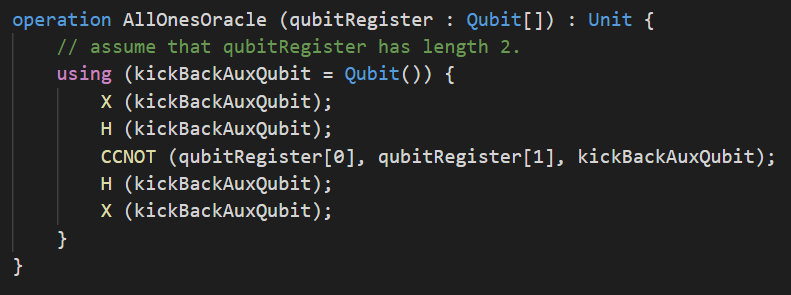 operation AllOnesOracle (qubitRegister : Qubit[]) : Unit {
    // assume that qubitRegister has length 2.
    using (kickBackAuxQubit = Qubit()) {
        X (kickBackAuxQubit);
        H (kickBackAuxQubit);
        CCNOT (qubitRegister[0], qubitRegister[1], kickBackAuxQubit);
        H (kickBackAuxQubit);
        X (kickBackAuxQubit);
    }
}